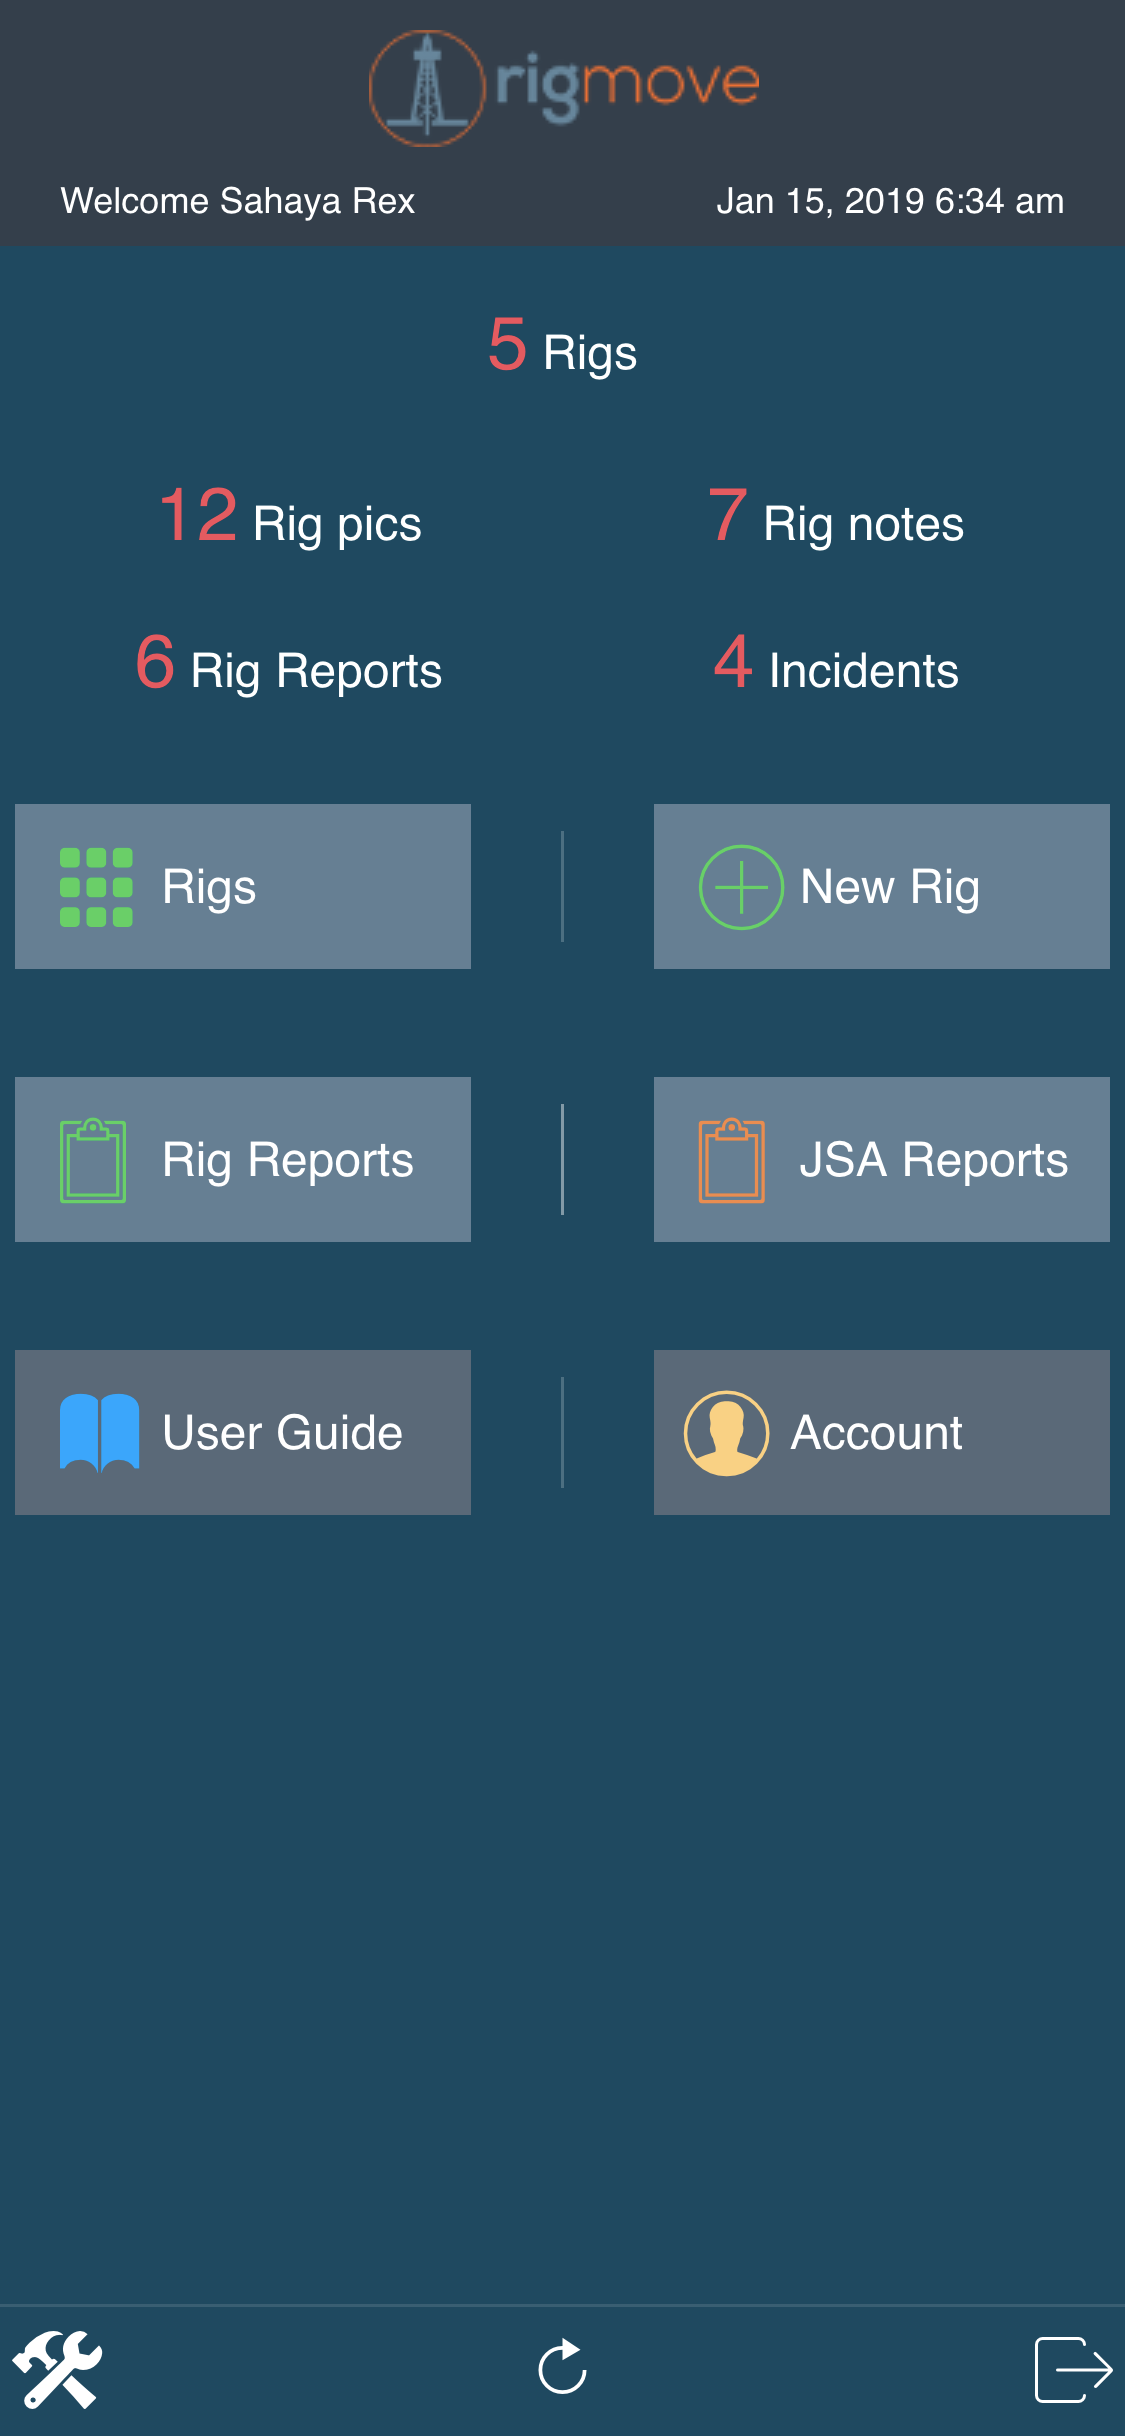 rigmove
Welcome Sahaya Rex
Jan 15, 2019 6:34 am
5 Rigs
12 Rig pics
7 Rig notes
6 Rig Reports
4 Incidents
Rigs
New Rig
Rig Reports
JSA Reports
User Guide
Account